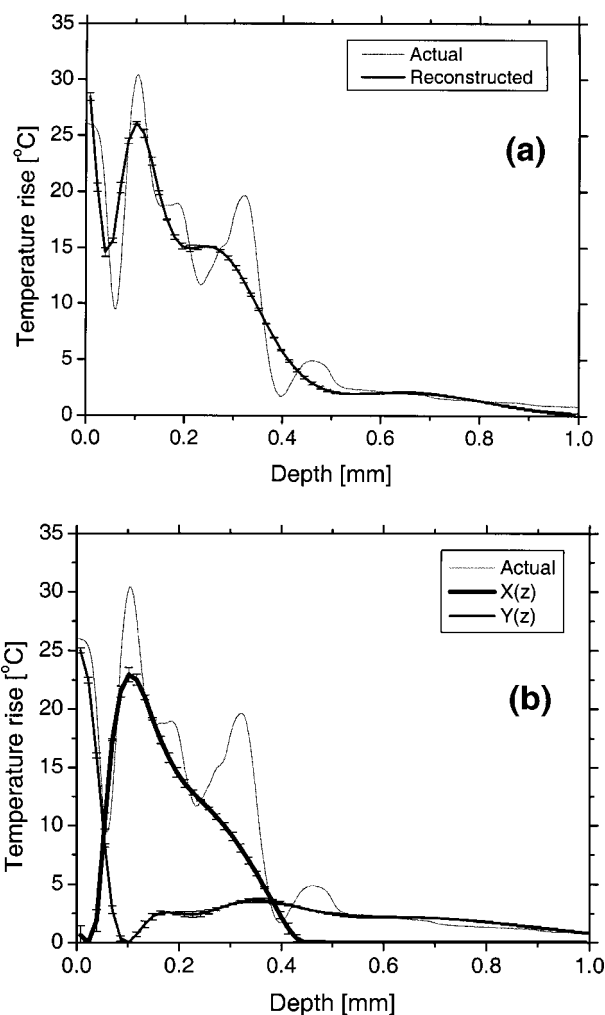 35
30
25
20
15
10
5
0
Temperature rise [°C]
Actual
Reconstructed
(a)
0.0 0.2 0.4 0.6 0.8 1.0
Depth [mm]
35
30
25
20
15
10
5
0
Temperature rise [°C]
Actual
X(z)
Y(z)
(b)
0.0 0.2 0.4 0.6 0.8 1.0
Depth [mm]